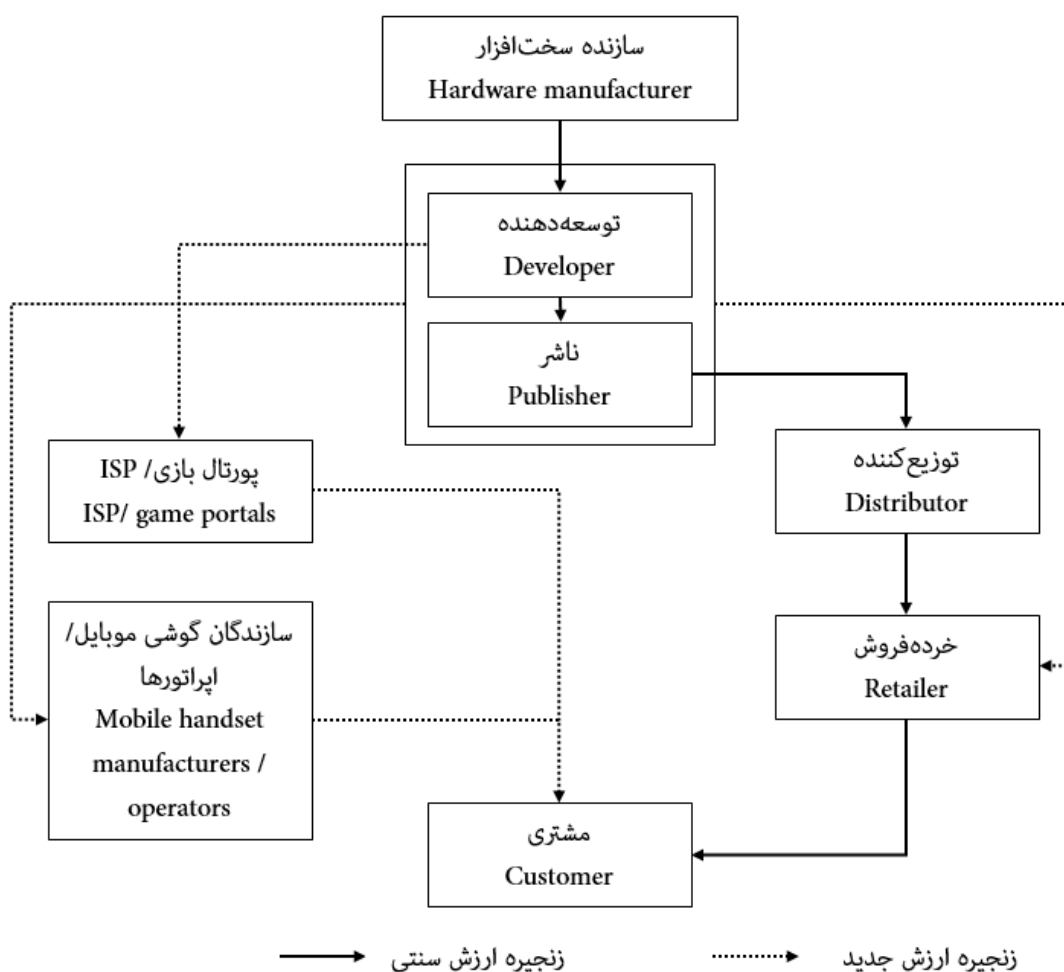 سازنده سخت‌افزار
Hardware manufacturer
توسعه‌دهنده
Developer
ناشر
Publisher
پورتال بازی/ ISP
ISP/ game portals
توزیع‌کننده
Distributor
سازندگان گوشی موبایل/
اپراتورها
Mobile handset
manufacturers /
operators
خرده‌فروش
Retailer
مشتری
Customer
زنجیره ارزش سنتی
زنجیره ارزش جدید